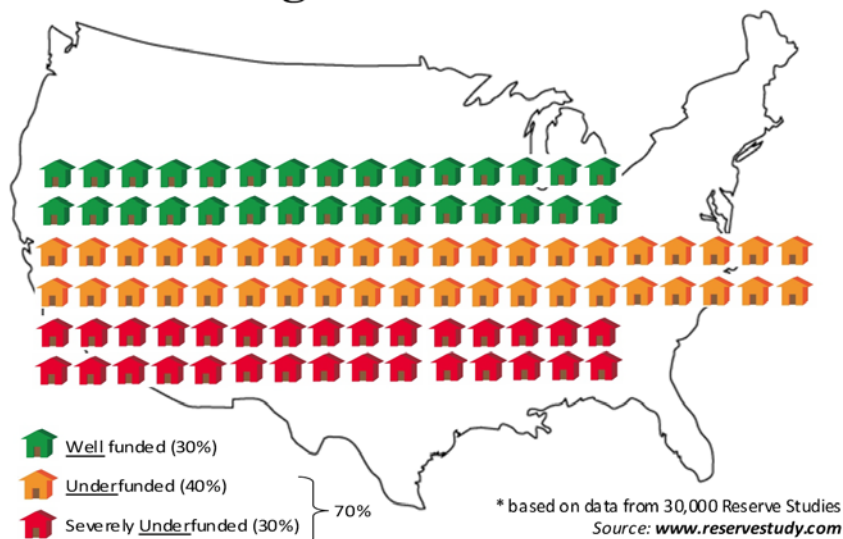 Well funded (30%)
Underfunded (40%)
Severely Underfunded (30%)
70%
* based on data from 30,000 Reserve Studies
Source: www.reservestudy.com